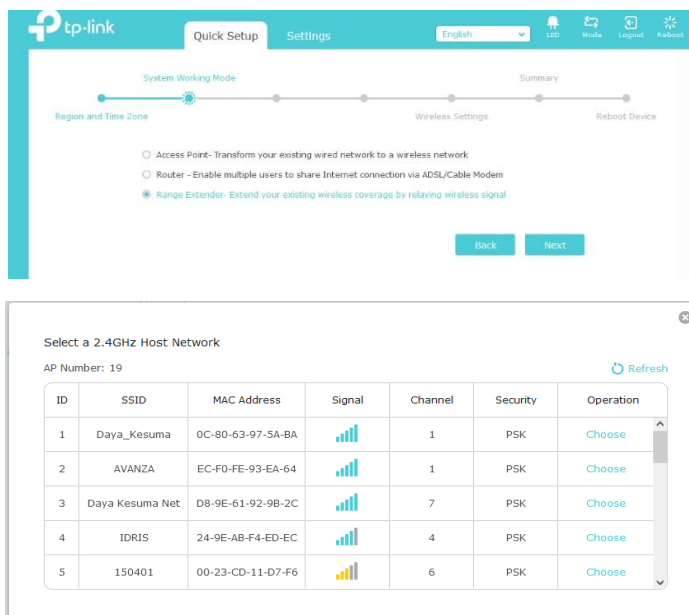 tp-link
Quick Setup Settings English LED Mode Logout Reboot
System Working Mode Summary
Region and Time Zone Wireless Settings Reboot Device
Access Point- Transform your existing wired network to a wireless network
Router - Enable multiple users to share Internet connection via ADSL/Cable Modem
Range Extender- Extend your existing wireless coverage by relaying wireless signal
Back Next
Select a 2.4GHz Host Network
AP Number: 19 Refresh
ID SSID MAC Address Signal Channel Security Operation
1 Daya_Kesuma 0C-80-63-97-5A-BA 1 PSK Choose
2 AVANZA EC-F0-FE-93-EA-64 1 PSK Choose
3 Daya Kesuma Net D8-9E-61-92-9B-2C 7 PSK Choose
4 IDRIS 24-9E-AB-F4-ED-EC 4 PSK Choose
5 150401 00-23-CD-11-D7-F6 6 PSK Choose